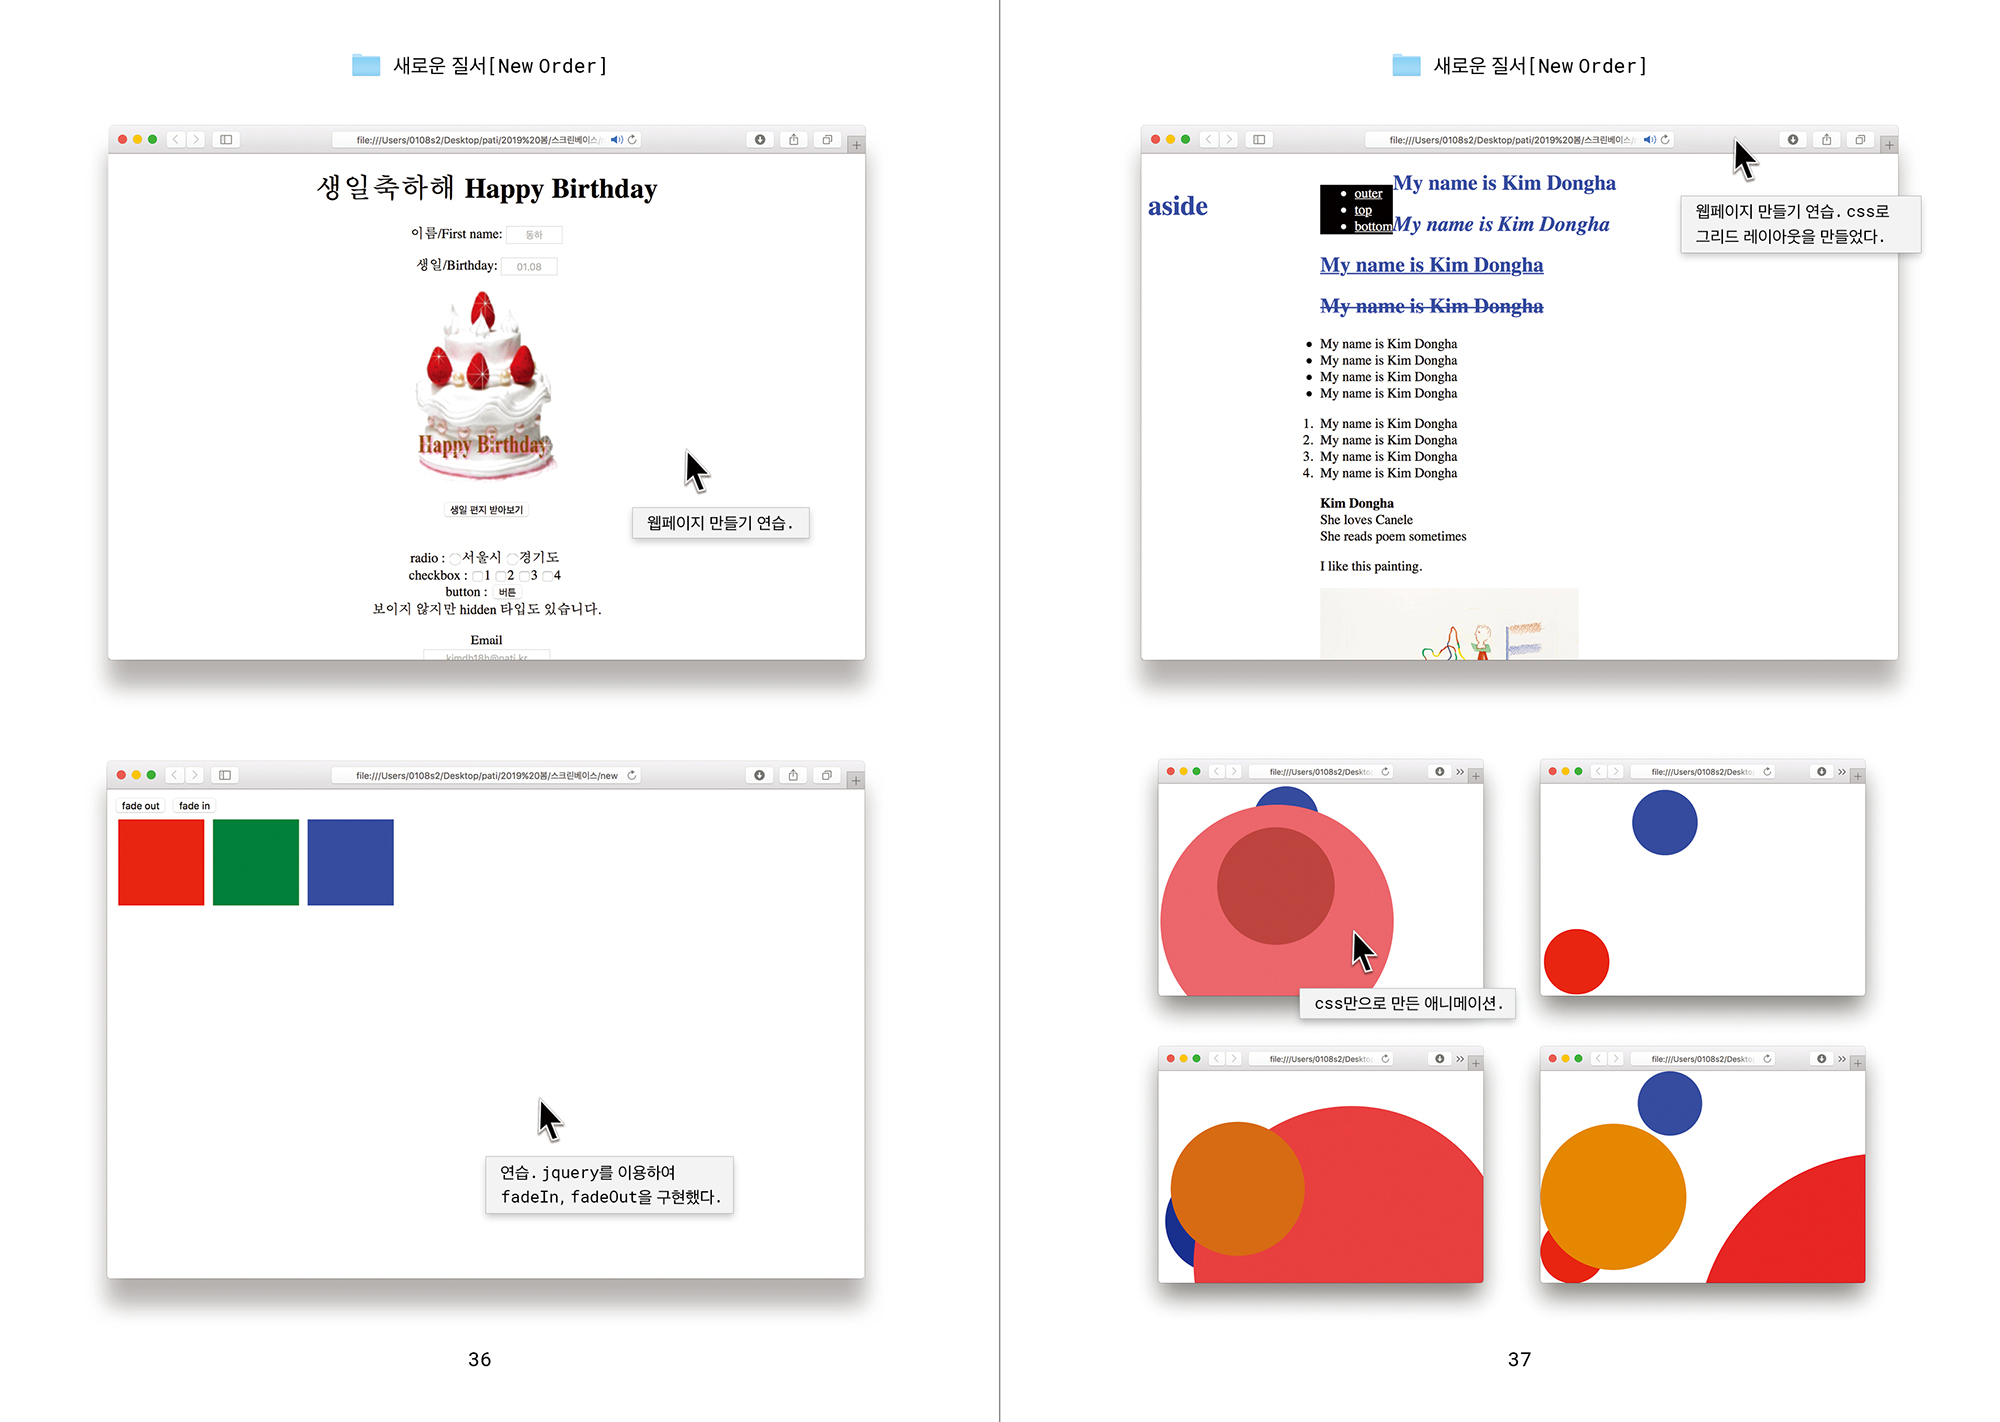 새로운 질서[New Order]
file:///Users/0108s2/Desktop/pati/2019%20봄/스크린베이스/
생일축하해 Happy Birthday
이름/First name: 동하
생일/Birthday: 01.08
Happy Birthday
생일 편지 받아보기
웹페이지 만들기 연습.
radio : 서울시 경기도
checkbox : 1 2 3 4
button : 버튼
보이지 않지만 hidden 타입도 있습니다.
Email
kimdh18h@pati.kr
file:///Users/0108s2/Desktop/pati/2019%20봄/스크린베이스/new
fade out fade in
연습. jquery를 이용하여
fadeIn, fadeOut을 구현했다.
36
새로운 질서[New Order]
file:///Users/0108s2/Desktop/pati/2019%20봄/스크린베이스/
aside
outer
top
bottom
My name is Kim Dongha
My name is Kim Dongha
My name is Kim Dongha
My name is Kim Dongha
웹페이지 만들기 연습. css로
그리드 레이아웃을 만들었다.
• My name is Kim Dongha
• My name is Kim Dongha
• My name is Kim Dongha
• My name is Kim Dongha
1. My name is Kim Dongha
2. My name is Kim Dongha
3. My name is Kim Dongha
4. My name is Kim Dongha
Kim Dongha
She loves Canele
She reads poem sometimes
I like this painting.
file:///Users/0108s2/Deskto
file:///Users/0108s2/Deskto
css만으로 만든 애니메이션.
file:///Users/0108s2/Deskto
file:///Users/0108s2/Deskto
37